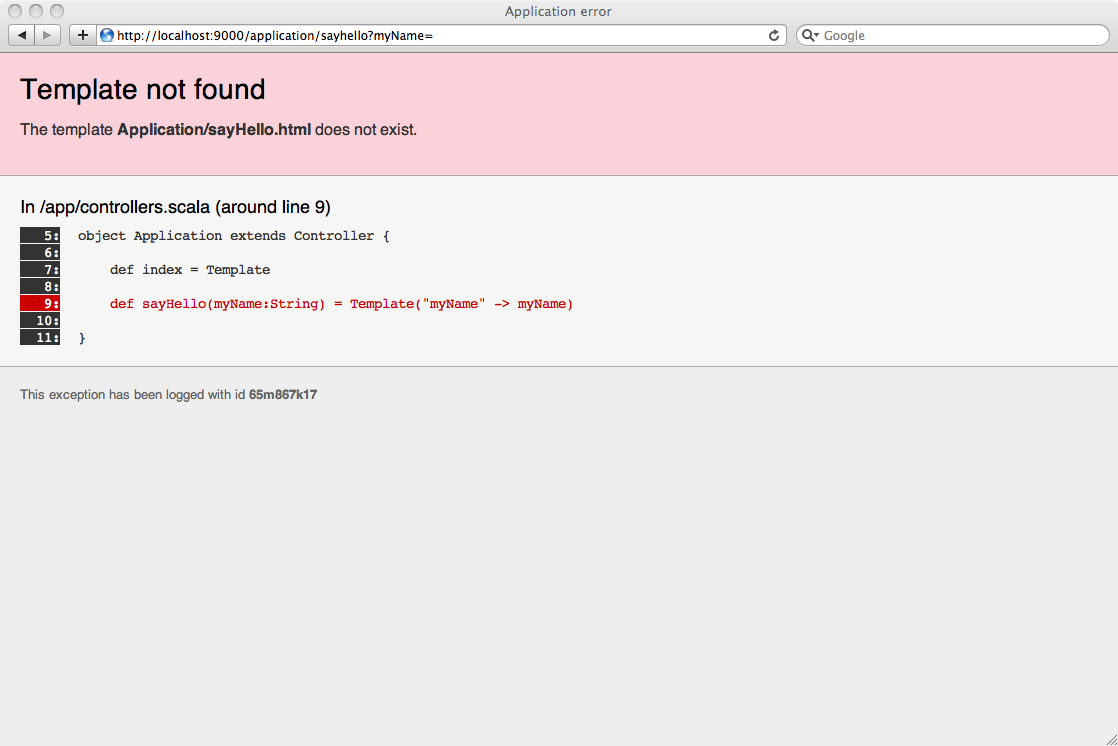 Application error
http://localhost:9000/application/sayhello?myName=
Google
Template not found
The template Application/sayHello.html does not exist.
In /app/controllers.scala (around line 9)
5: object Application extends Controller {
6:
7: def index = Template
8:
9: def sayHello(myName:String) = Template("myName" -> myName)
10:
11: }
This exception has been logged with id 65m867k17